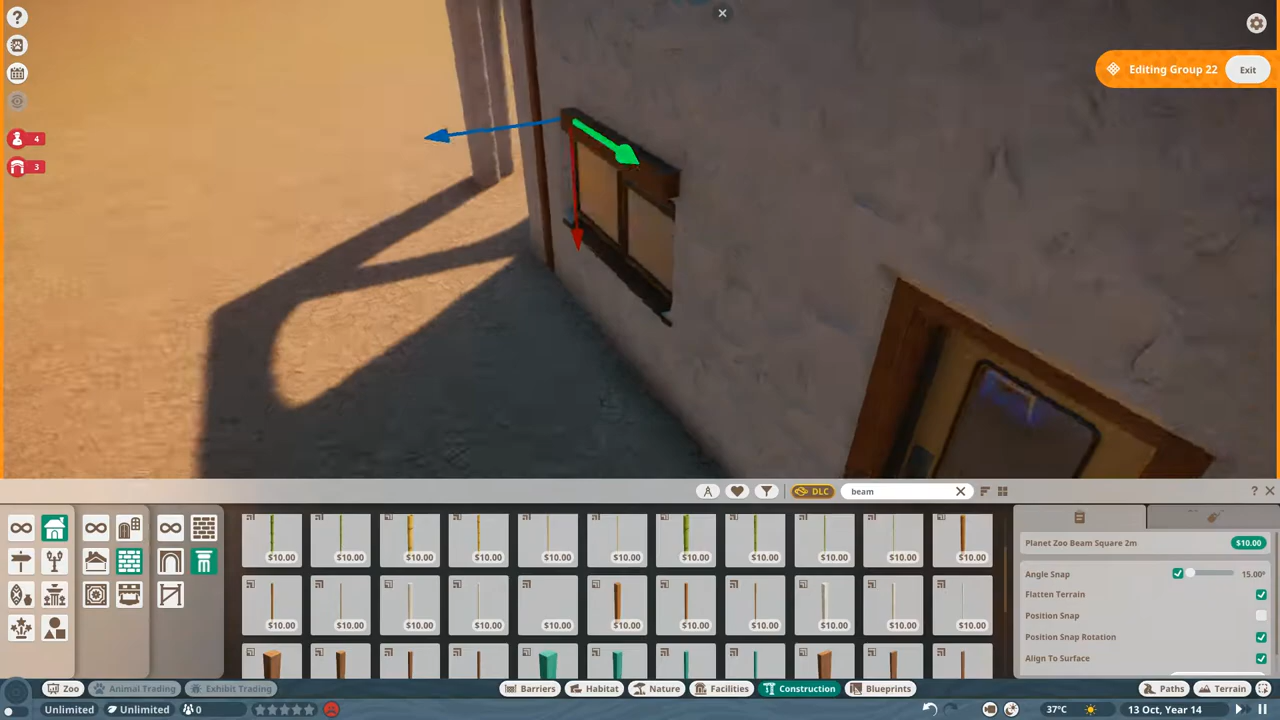 Editing Group 22
Exit
4
3
DLC
beam
$10.00 $10.00 $10.00 $10.00 $10.00 $10.00 $10.00 $10.00 $10.00 $10.00 $10.00
$10.00 $10.00 $10.00 $10.00 $10.00 $10.00 $10.00 $10.00 $10.00 $10.00 $10.00
Planet Zoo Beam Square 2m $10.00
Angle Snap 15.00°
Flatten Terrain
Position Snap
Position Snap Rotation
Align To Surface
Zoo Animal Trading Exhibit Trading Barriers Habitat Nature Facilities Construction Blueprints Paths Terrain
Unlimited Unlimited 0 37°C 13 Oct, Year 14